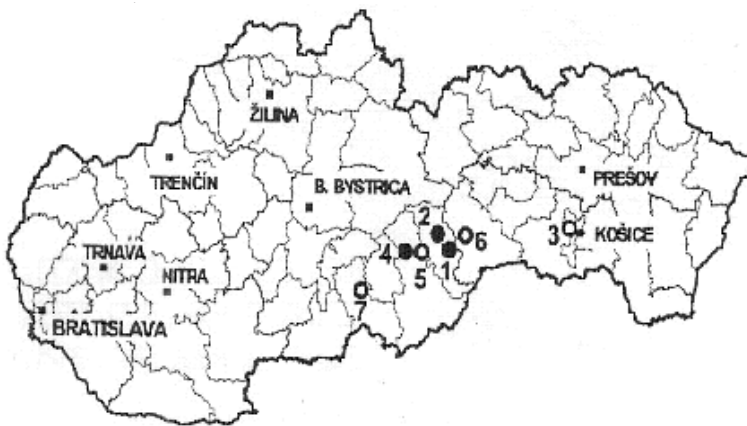 ŽILINA
TRENČÍN
PREŠOV
B. BYSTRICA
2
3
KOŠICE
6
TRNAVA
4
5
1
NITRA
7
BRATISLAVA